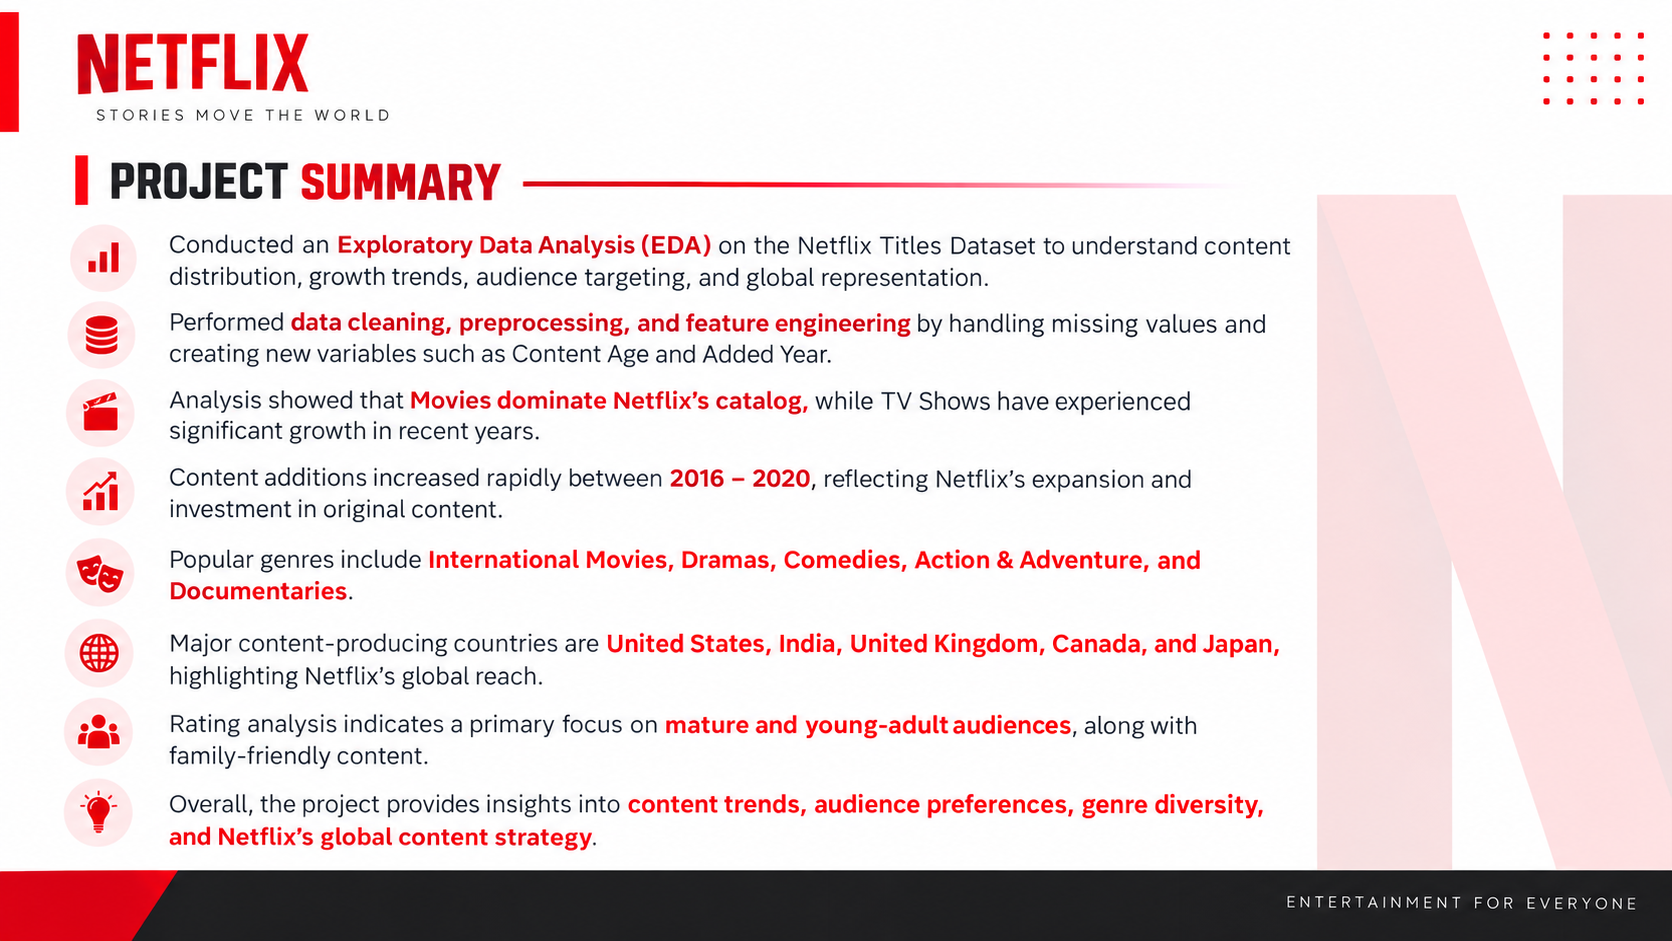 NETFLIX
STORIES MOVE THE WORLD
PROJECT SUMMARY
Conducted an Exploratory Data Analysis (EDA) on the Netflix Titles Dataset to understand content
distribution, growth trends, audience targeting, and global representation.
Performed data cleaning, preprocessing, and feature engineering by handling missing values and
creating new variables such as Content Age and Added Year.
Analysis showed that Movies dominate Netflix’s catalog, while TV Shows have experienced
significant growth in recent years.
Content additions increased rapidly between 2016 – 2020, reflecting Netflix’s expansion and
investment in original content.
Popular genres include International Movies, Dramas, Comedies, Action & Adventure, and
Documentaries.
Major content-producing countries are United States, India, United Kingdom, Canada, and Japan,
highlighting Netflix’s global reach.
Rating analysis indicates a primary focus on mature and young-adult audiences, along with
family-friendly content.
Overall, the project provides insights into content trends, audience preferences, genre diversity,
and Netflix’s global content strategy.
ENTERTAINMENT FOR EVERYONE